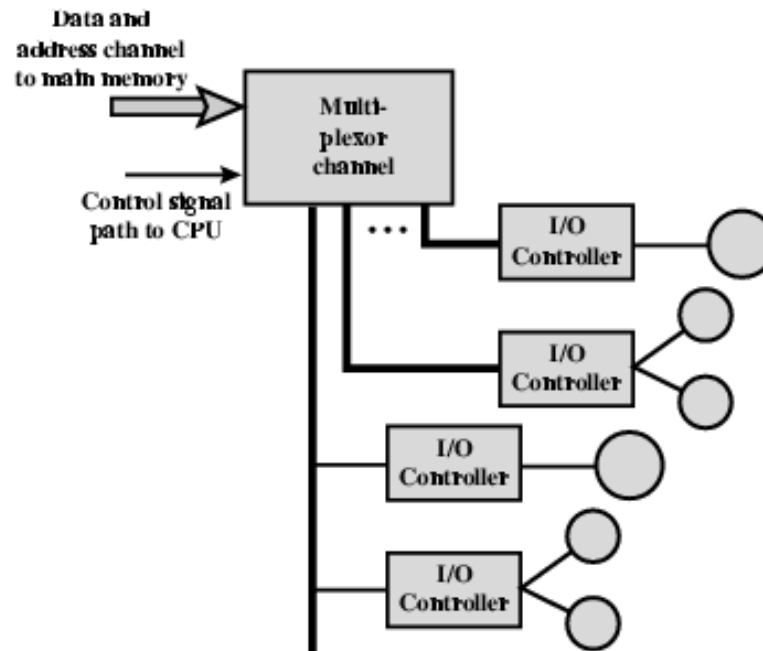 Data and
address channel
to main memory
Multi-
plexor
channel
Control signal
path to CPU
...
I/O
Controller
I/O
Controller
I/O
Controller
I/O
Controller